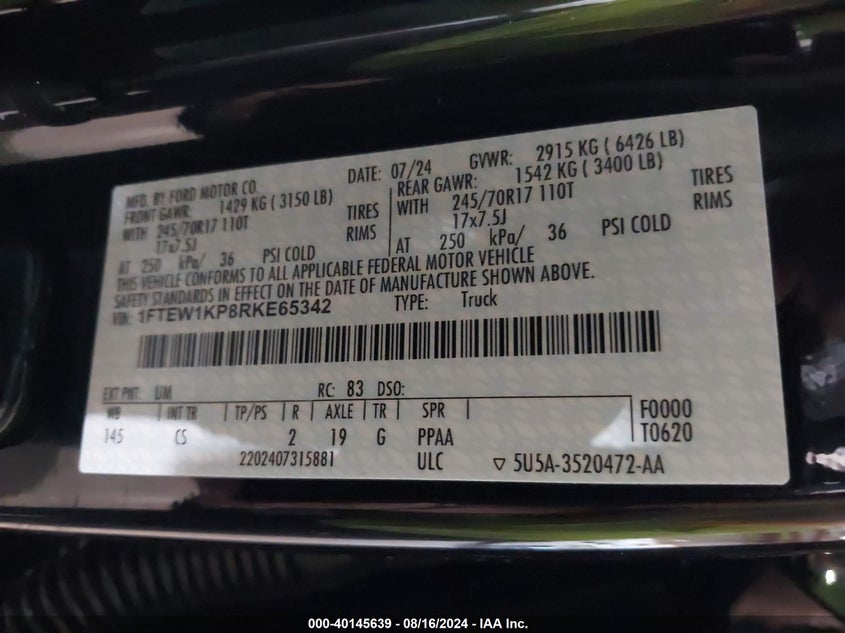 MFD. BY FORD MOTOR CO. DATE: 07/24 GVWR: 2915 KG ( 6426 LB)
FRONT GAWR: 1429 KG ( 3150 LB) REAR GAWR: 1542 KG ( 3400 LB)
WITH 245/70R17 110T TIRES WITH 245/70R17 110T TIRES
17x7.5J RIMS 17x7.5J RIMS
AT 250 kPa/ 36 PSI COLD AT 250 kPa/ 36 PSI COLD
THIS VEHICLE CONFORMS TO ALL APPLICABLE FEDERAL MOTOR VEHICLE
SAFETY STANDARDS IN EFFECT ON THE DATE OF MANUFACTURE SHOWN ABOVE.
VIN: 1FTEW1KP8RKE65342 TYPE: Truck
EXT PNT: UM RC: 83 DSO:
WB INT TR TP/PS R AXLE TR SPR F0000
145 CS 2 19 G PPAA T0620
2202407315881 ULC ▽ 5U5A-3520472-AA
000-40145639 - 08/16/2024 - IAA Inc.